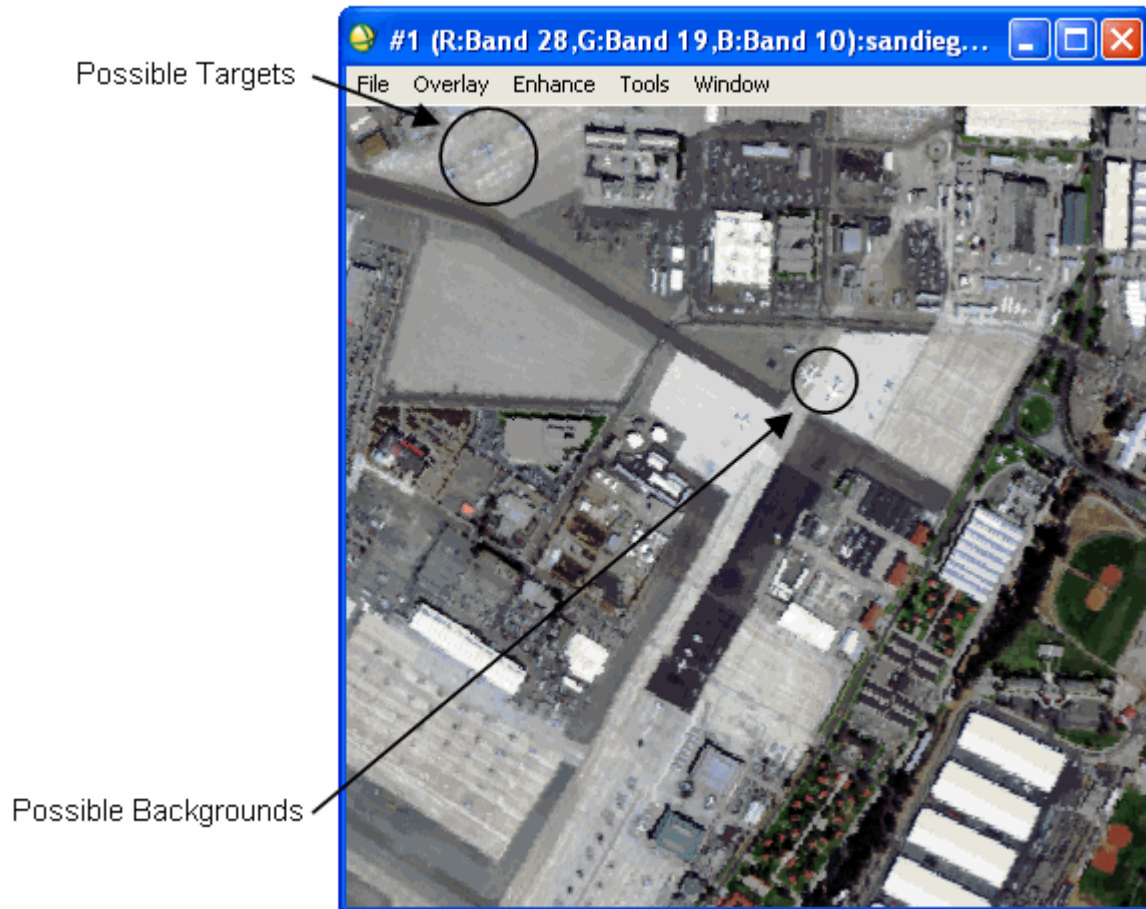 #1 (R:Band 28,G:Band 19,B:Band 10):sandieg...
Possible Targets
File Overlay Enhance Tools Window
Possible Backgrounds